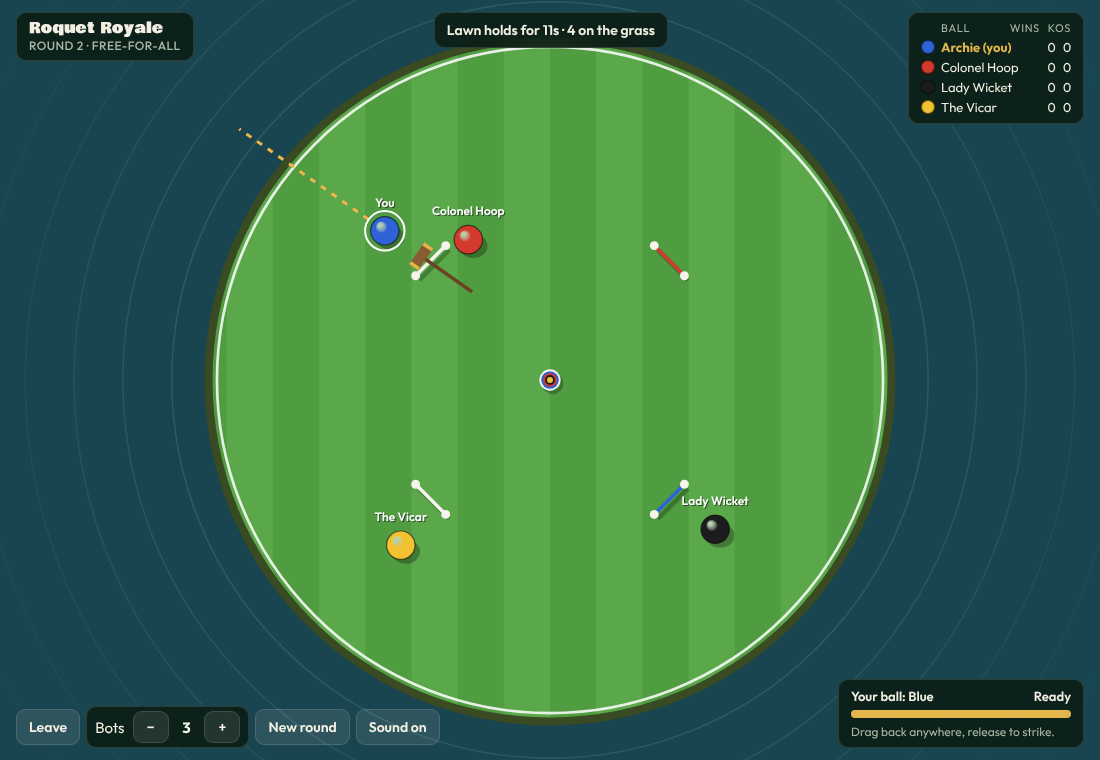 Roquet Royale
ROUND 2 · FREE-FOR-ALL
Lawn holds for 11s · 4 on the grass
BALL WINS KOS
Archie (you) 0 0
Colonel Hoop 0 0
Lady Wicket 0 0
The Vicar 0 0
You
Colonel Hoop
Lady Wicket
The Vicar
Your ball: Blue Ready
Drag back anywhere, release to strike.
Leave Bots − 3 + New round Sound on